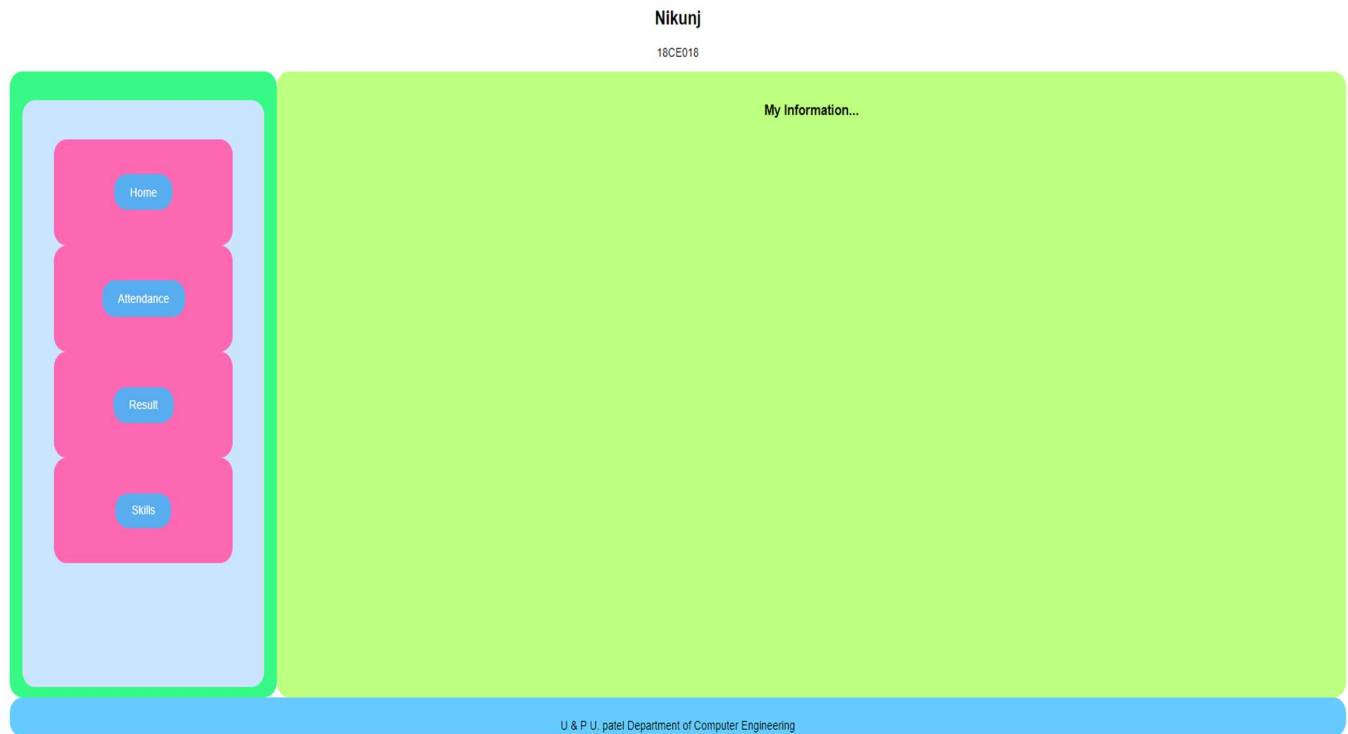 Nikunj
18CE018
My Information...
Home
Attendance
Result
Skills
U & P U. patel Department of Computer Engineering